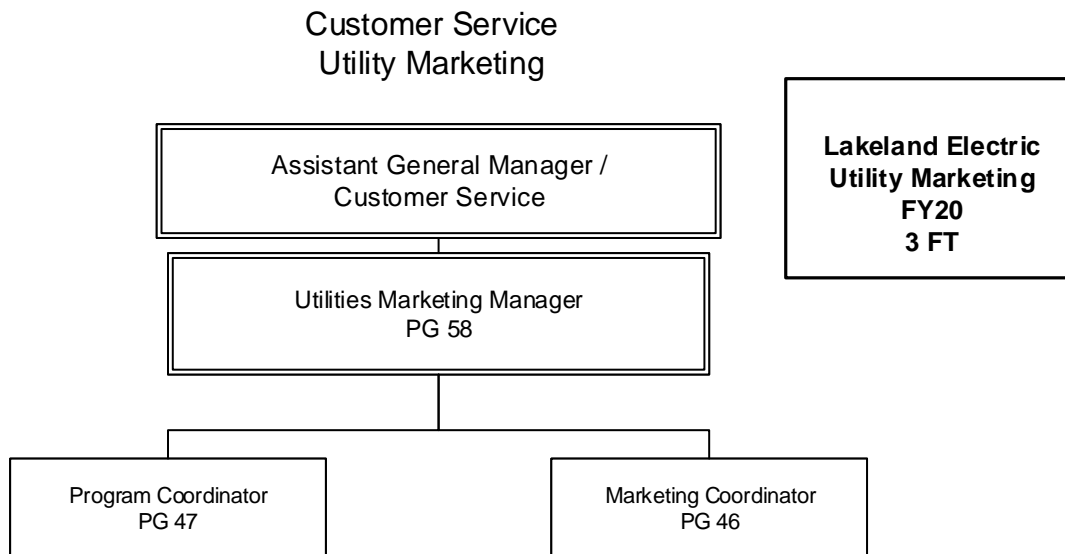 Customer Service
Utility Marketing
Assistant General Manager /
Customer Service
Lakeland Electric
Utility Marketing
FY20
3 FT
Utilities Marketing Manager
PG 58
Program Coordinator
PG 47
Marketing Coordinator
PG 46